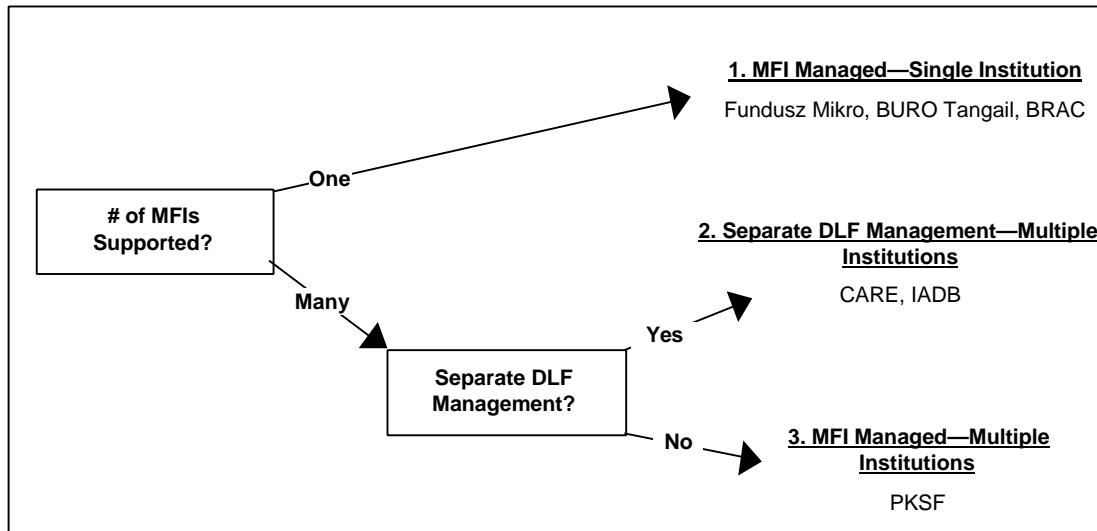 1. MFI Managed—Single Institution
Fundusz Mikro, BURO Tangail, BRAC
One
# of MFIs
Supported?
2. Separate DLF Management—Multiple
Institutions
CARE, IADB
Many
Yes
Separate DLF
Management?
No
3. MFI Managed—Multiple
Institutions
PKSF